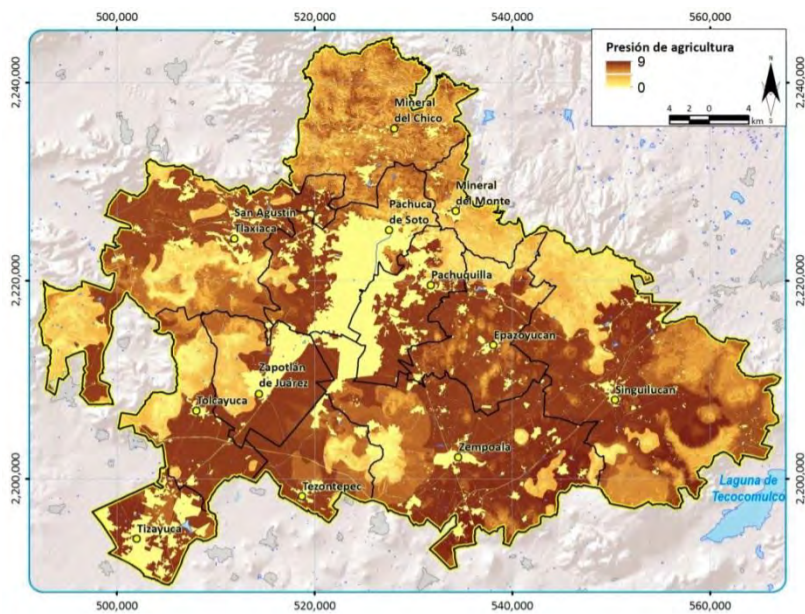 500,000
520,000
540,000
560,000
Presión de agricultura
9
0
N
S
4 2 0 4
km
2,240,000
2,240,000
Mineral
del Chico
Mineral
del Monte
San Agustín
Tlaxiaca
Pachuca
de Soto
2,220,000
2,220,000
Pachuquilla
Epazoyucan
Zapotlán
de Juárez
Tolcayuca
Singuilucan
Zempoala
2,200,000
2,200,000
Laguna de
Tecocomulco
Tezontepec
Tizayuca
500,000
520,000
540,000
560,000